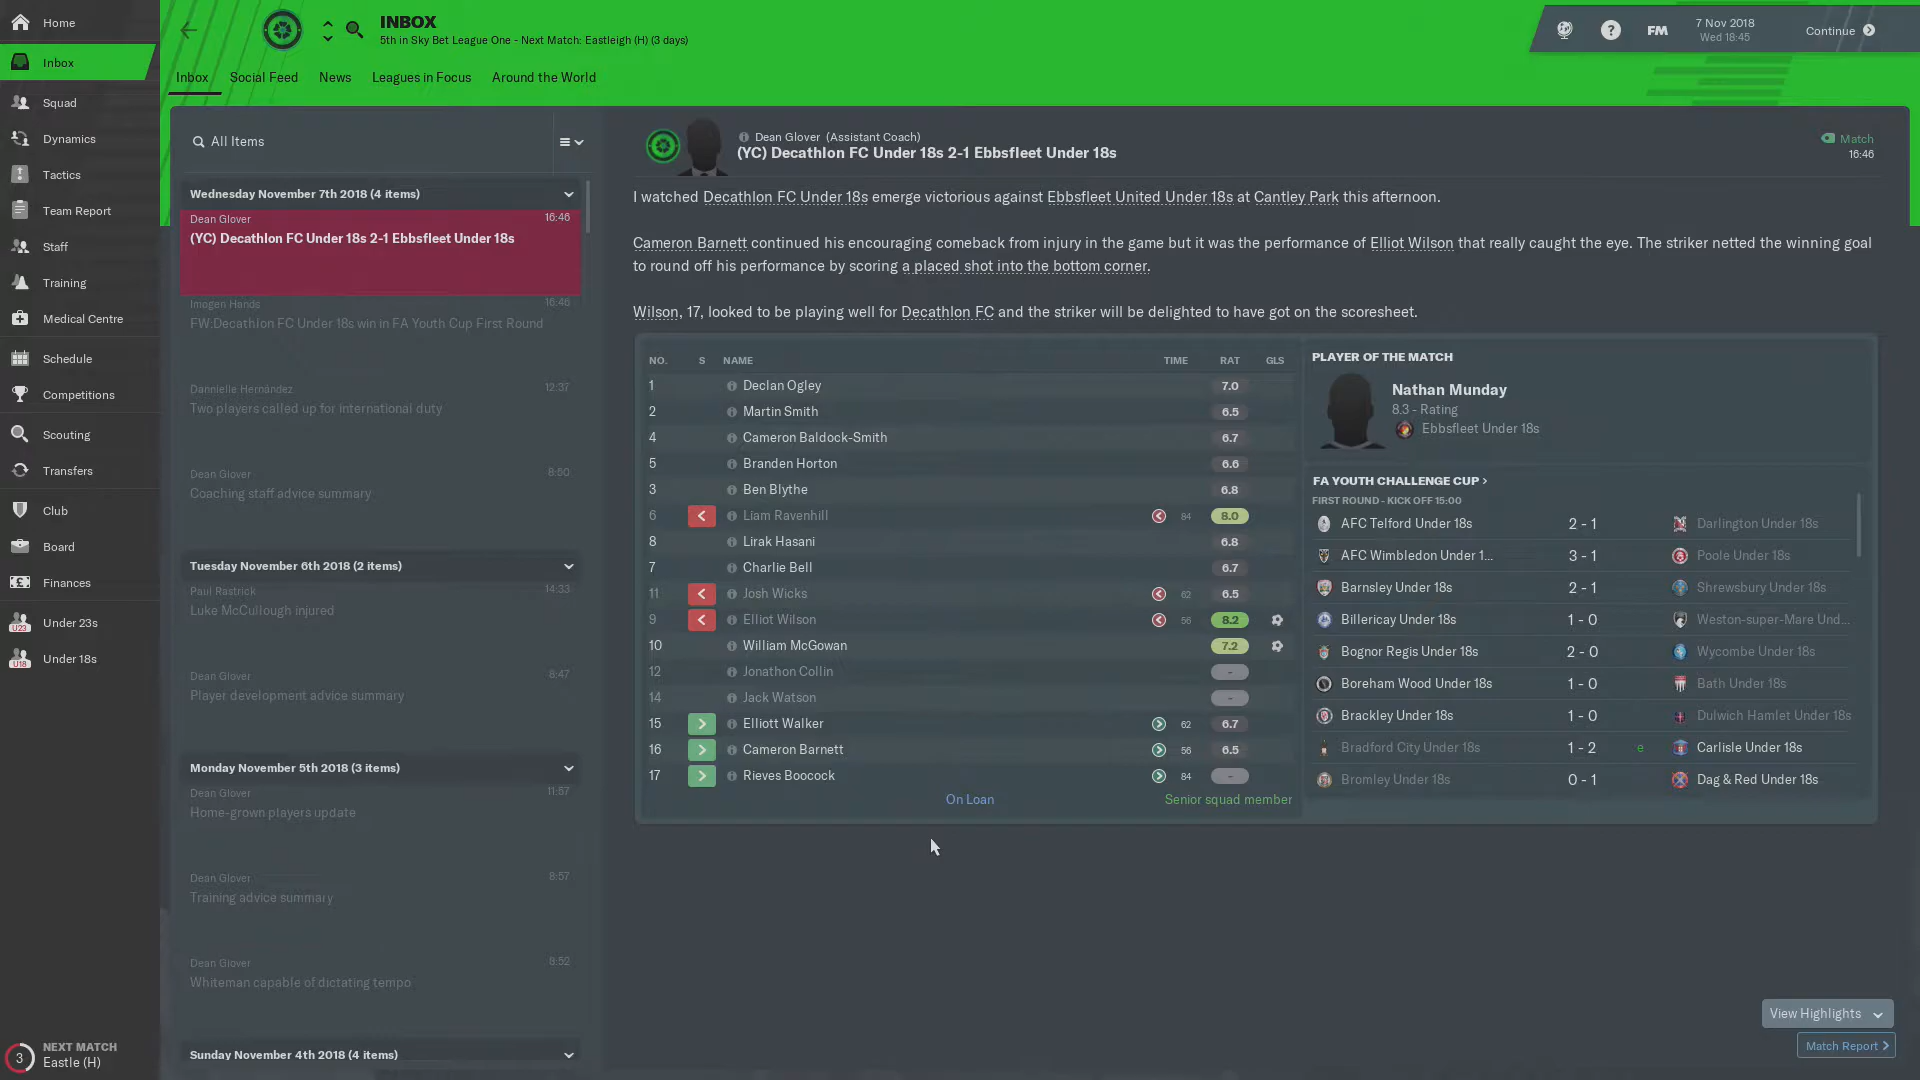 Home
Inbox
Squad
Dynamics
Tactics
Team Report
Staff
Training
Medical Centre
Schedule
Competitions
Scouting
Transfers
Club
Board
Finances
U23 Under 23s
U18 Under 18s
3 NEXT MATCH
Eastle (H)
INBOX
5th in Sky Bet League One - Next Match: Eastleigh (H) (3 days)
FM
7 Nov 2018
Wed 18:45
Continue
Inbox Social Feed News Leagues in Focus Around the World
All Items
Wednesday November 7th 2018 (4 items)
Dean Glover 16:46
(YC) Decathlon FC Under 18s 2-1 Ebbsfleet Under 18s
Imogen Hands 16:46
FW:Decathlon FC Under 18s win in FA Youth Cup First Round
Dannielle Hernández 12:37
Two players called up for international duty
Dean Glover 8:50
Coaching staff advice summary
Tuesday November 6th 2018 (2 items)
Paul Rastrick 14:33
Luke McCullough injured
Dean Glover 8:47
Player development advice summary
Monday November 5th 2018 (3 items)
Dean Glover 11:57
Home-grown players update
Dean Glover 8:57
Training advice summary
Dean Glover 8:52
Whiteman capable of dictating tempo
Sunday November 4th 2018 (4 items)
Dean Glover (Assistant Coach)
(YC) Decathlon FC Under 18s 2-1 Ebbsfleet Under 18s
Match
16:46
I watched Decathlon FC Under 18s emerge victorious against Ebbsfleet United Under 18s at Cantley Park this afternoon.
Cameron Barnett continued his encouraging comeback from injury in the game but it was the performance of Elliot Wilson that really caught the eye. The striker netted the winning goal
to round off his performance by scoring a placed shot into the bottom corner.
Wilson, 17, looked to be playing well for Decathlon FC and the striker will be delighted to have got on the scoresheet.
NO. S NAME TIME RAT GLS
1 Declan Ogley 7.0
2 Martin Smith 6.5
4 Cameron Baldock-Smith 6.7
5 Branden Horton 6.6
3 Ben Blythe 6.8
6 Liam Ravenhill 84 8.0
8 Lirak Hasani 6.8
7 Charlie Bell 6.7
11 Josh Wicks 62 6.5
9 Elliot Wilson 56 8.2
10 William McGowan 7.2
12 Jonathon Collin -
14 Jack Watson -
15 Elliott Walker 62 6.7
16 Cameron Barnett 56 6.5
17 Rieves Boocock 84 -
On Loan Senior squad member
PLAYER OF THE MATCH
Nathan Munday
8.3 - Rating
Ebbsfleet Under 18s
FA YOUTH CHALLENGE CUP >
FIRST ROUND - KICK OFF 15:00
AFC Telford Under 18s 2 - 1 Darlington Under 18s
AFC Wimbledon Under 1... 3 - 1 Poole Under 18s
Barnsley Under 18s 2 - 1 Shrewsbury Under 18s
Billericay Under 18s 1 - 0 Weston-super-Mare Und...
Bognor Regis Under 18s 2 - 0 Wycombe Under 18s
Boreham Wood Under 18s 1 - 0 Bath Under 18s
Brackley Under 18s 1 - 0 Dulwich Hamlet Under 18s
Bradford City Under 18s 1 - 2 e Carlisle Under 18s
Bromley Under 18s 0 - 1 Dag & Red Under 18s
View Highlights
Match Report >